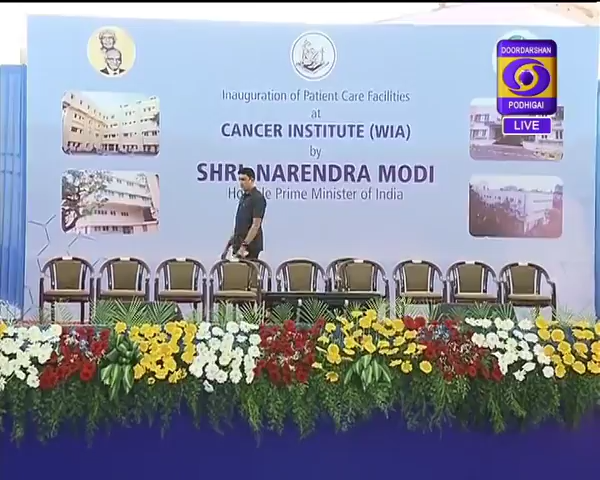 DOORDARSHAN
PODHIGAI
LIVE
Inauguration of Patient Care Facilities
at
CANCER INSTITUTE (WIA)
by
SHRI NARENDRA MODI
Prime Minister of India